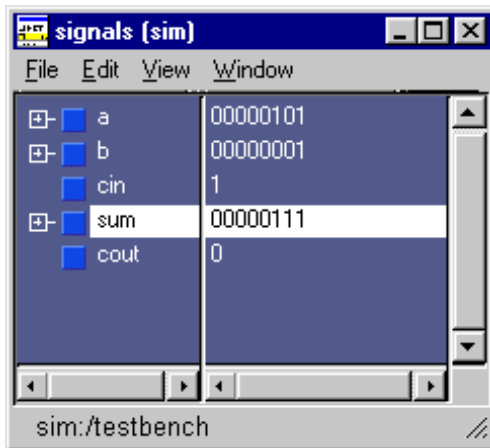 signals (sim)
File Edit View Window
a 00000101
b 00000001
cin 1
sum 00000111
cout 0
sim:/testbench